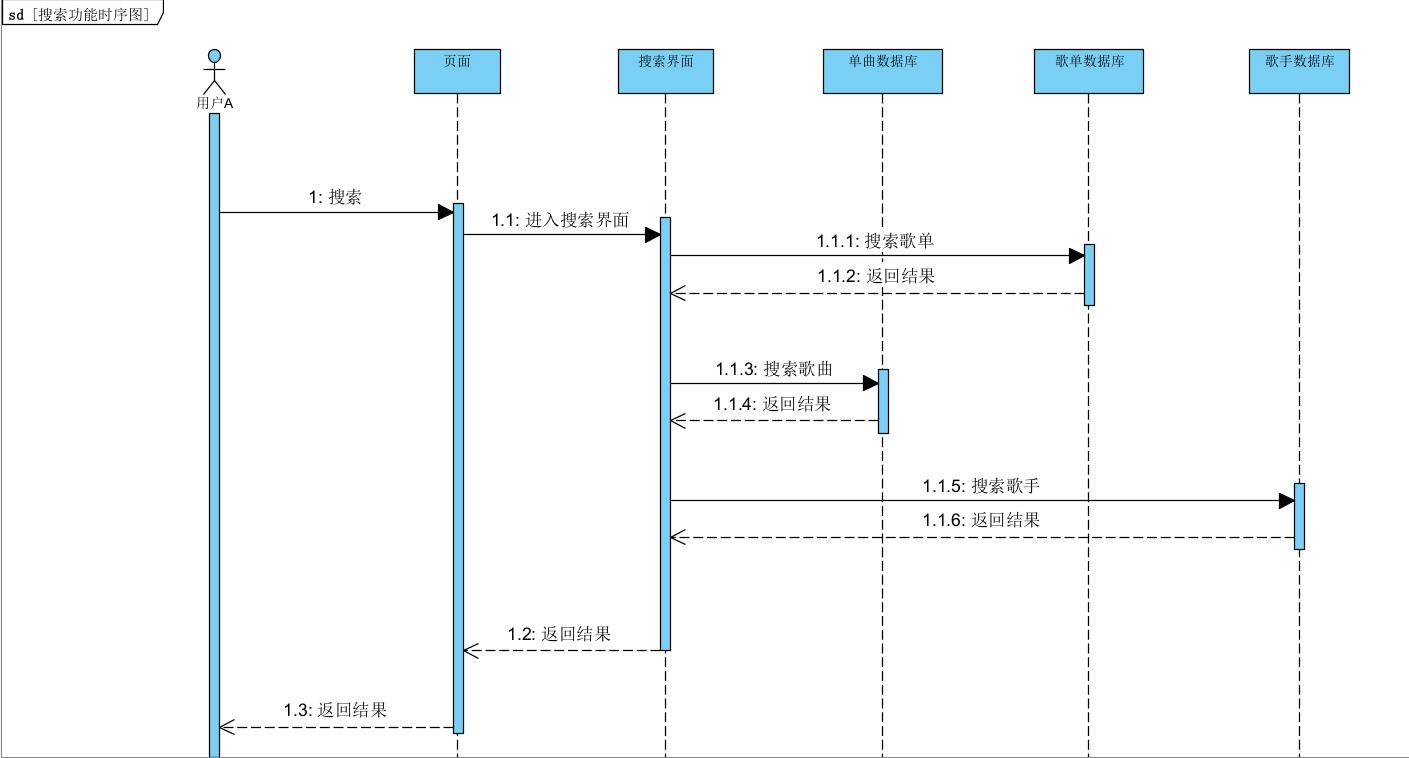 sd [搜索功能时序图]
用户A
页面
搜索界面
单曲数据库
歌单数据库
歌手数据库
1: 搜索
1.1: 进入搜索界面
1.1.1: 搜索歌单
1.1.2: 返回结果
1.1.3: 搜索歌曲
1.1.4: 返回结果
1.1.5: 搜索歌手
1.1.6: 返回结果
1.2: 返回结果
1.3: 返回结果